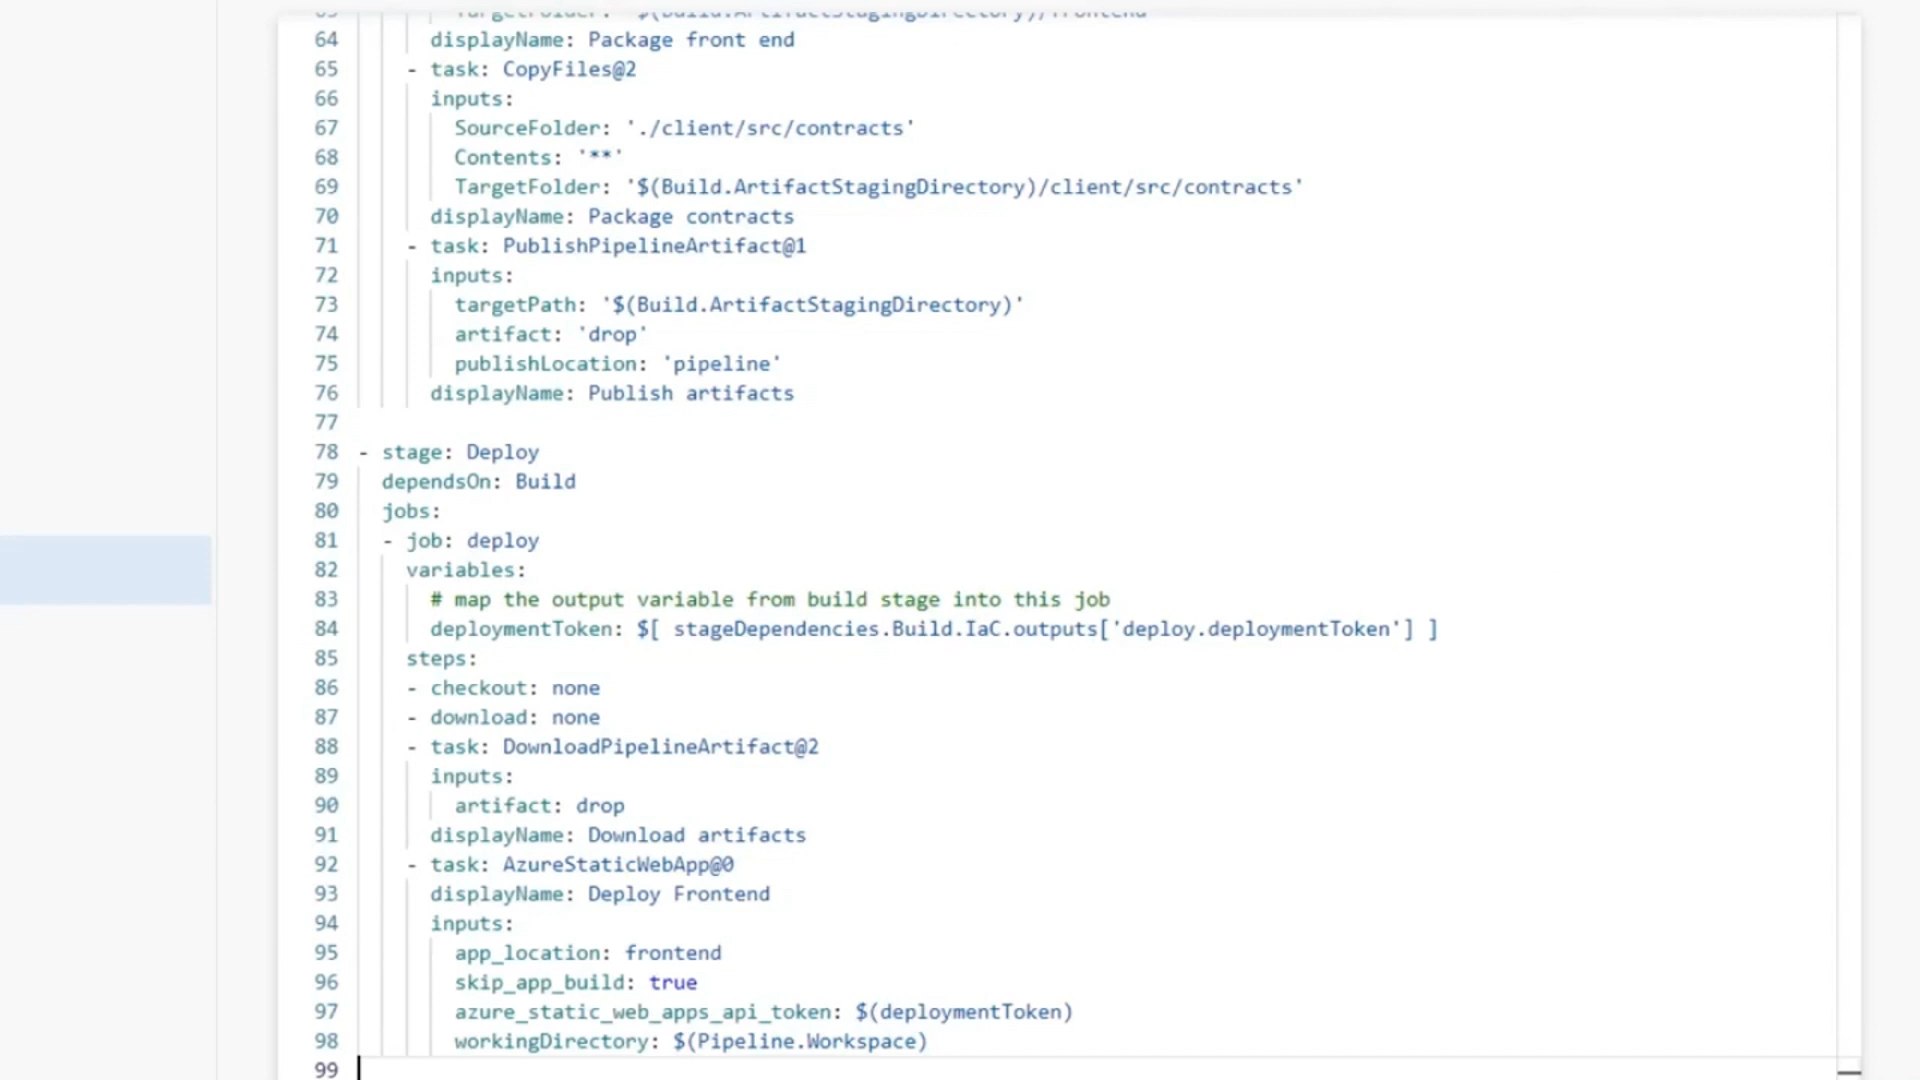 63 TargetFolder: '$(Build.ArtifactStagingDirectory)/frontend'
64 displayName: Package front end
65 - task: CopyFiles@2
66 inputs:
67 SourceFolder: './client/src/contracts'
68 Contents: '**'
69 TargetFolder: '$(Build.ArtifactStagingDirectory)/client/src/contracts'
70 displayName: Package contracts
71 - task: PublishPipelineArtifact@1
72 inputs:
73 targetPath: '$(Build.ArtifactStagingDirectory)'
74 artifact: 'drop'
75 publishLocation: 'pipeline'
76 displayName: Publish artifacts
77
78 - stage: Deploy
79 dependsOn: Build
80 jobs:
81 - job: deploy
82 variables:
83 # map the output variable from build stage into this job
84 deploymentToken: $[ stageDependencies.Build.IaC.outputs['deploy.deploymentToken'] ]
85 steps:
86 - checkout: none
87 - download: none
88 - task: DownloadPipelineArtifact@2
89 inputs:
90 artifact: drop
91 displayName: Download artifacts
92 - task: AzureStaticWebApp@0
93 displayName: Deploy Frontend
94 inputs:
95 app_location: frontend
96 skip_app_build: true
97 azure_static_web_apps_api_token: $(deploymentToken)
98 workingDirectory: $(Pipeline.Workspace)
99